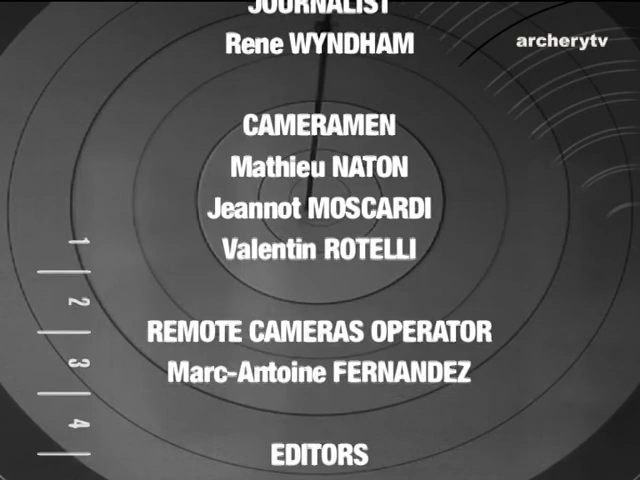 JOURNALIST
Rene WYNDHAM
archerytv
CAMERAMEN
Mathieu NATON
Jeannot MOSCARDI
Valentin ROTELLI
1
2
REMOTE CAMERAS OPERATOR
3
Marc-Antoine FERNANDEZ
4
EDITORS